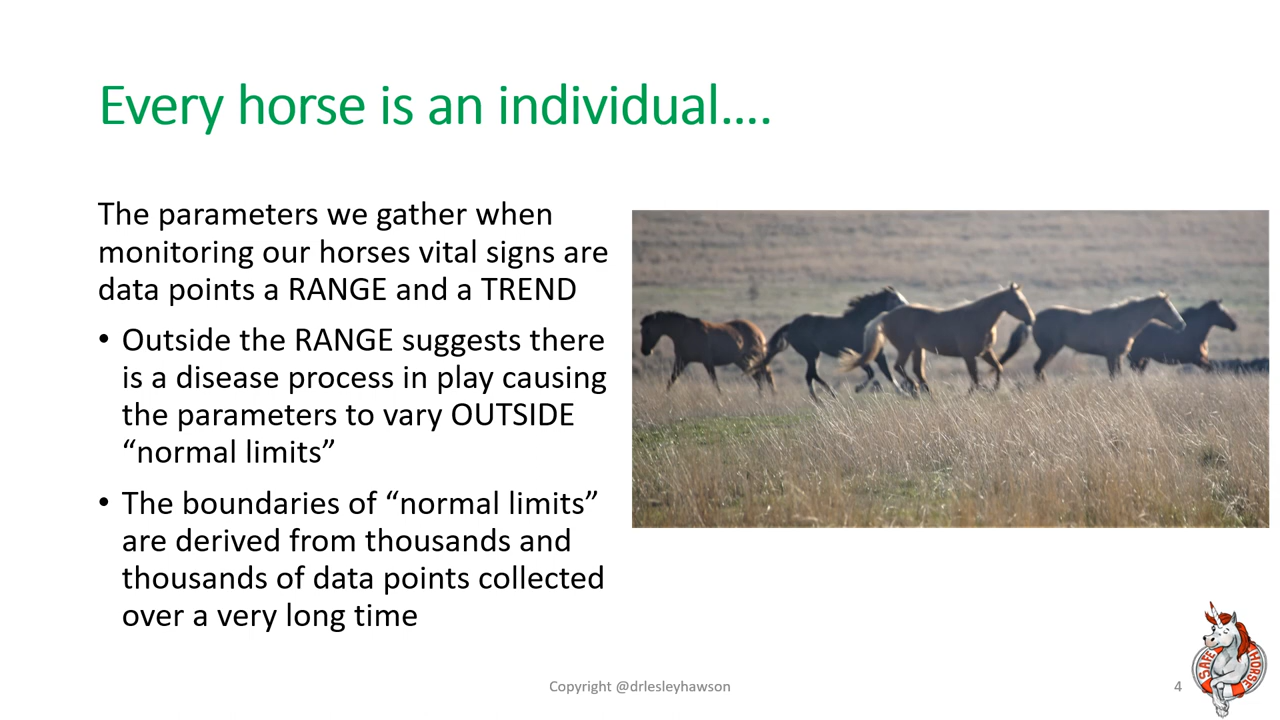 Every horse is an individual....
The parameters we gather when
monitoring our horses vital signs are
data points a RANGE and a TREND
• Outside the RANGE suggests there
is a disease process in play causing
the parameters to vary OUTSIDE
“normal limits”
• The boundaries of “normal limits”
are derived from thousands and
thousands of data points collected
over a very long time
Copyright @drlesleyhawson
4
SAFE HORSE